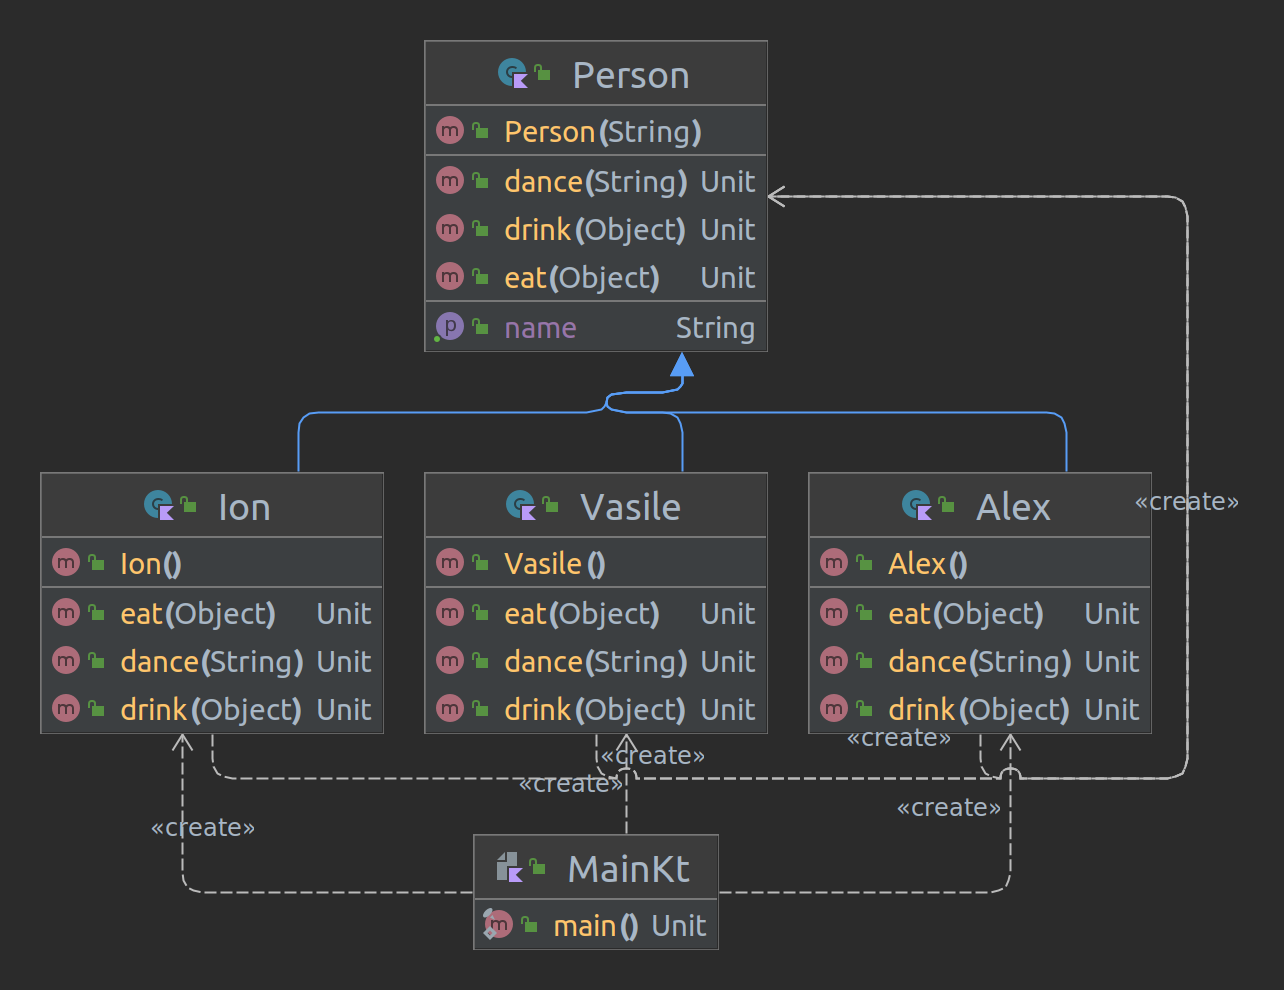 Person
m Person(String)
m dance(String) Unit
m drink(Object) Unit
m eat(Object) Unit
p name String
Ion
m Ion()
m eat(Object) Unit
m dance(String) Unit
m drink(Object) Unit
Vasile
m Vasile()
m eat(Object) Unit
m dance(String) Unit
m drink(Object) Unit
Alex
m Alex()
m eat(Object) Unit
m dance(String) Unit
m drink(Object) Unit
«create»
«create»
«create»
«create»
«create»
«create»
MainKt
m main() Unit